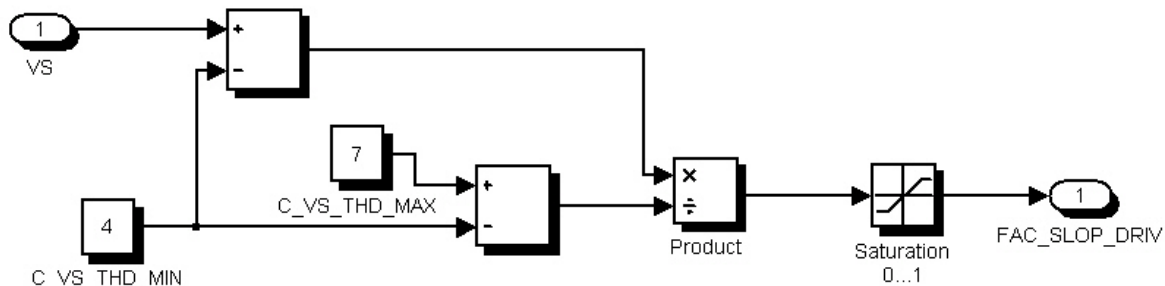 1
VS
+
-
7
C_VS_THD_MAX
4
C_VS_THD_MIN
+
-
×
÷
Product
Saturation
0...1
1
FAC_SLOP_DRIV